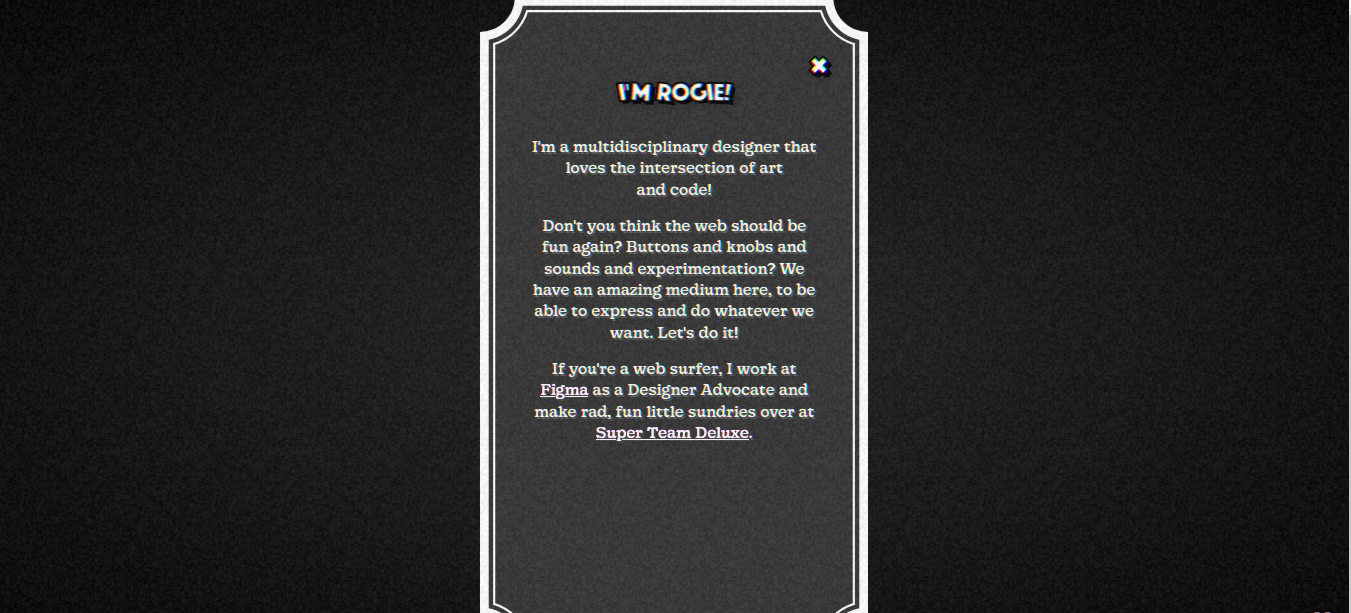 I'M ROGIE!
I'm a multidisciplinary designer that
loves the intersection of art
and code!
Don't you think the web should be
fun again? Buttons and knobs and
sounds and experimentation? We
have an amazing medium here, to be
able to express and do whatever we
want. Let's do it!
If you're a web surfer, I work at
Figma as a Designer Advocate and
make rad, fun little sundries over at
Super Team Deluxe.